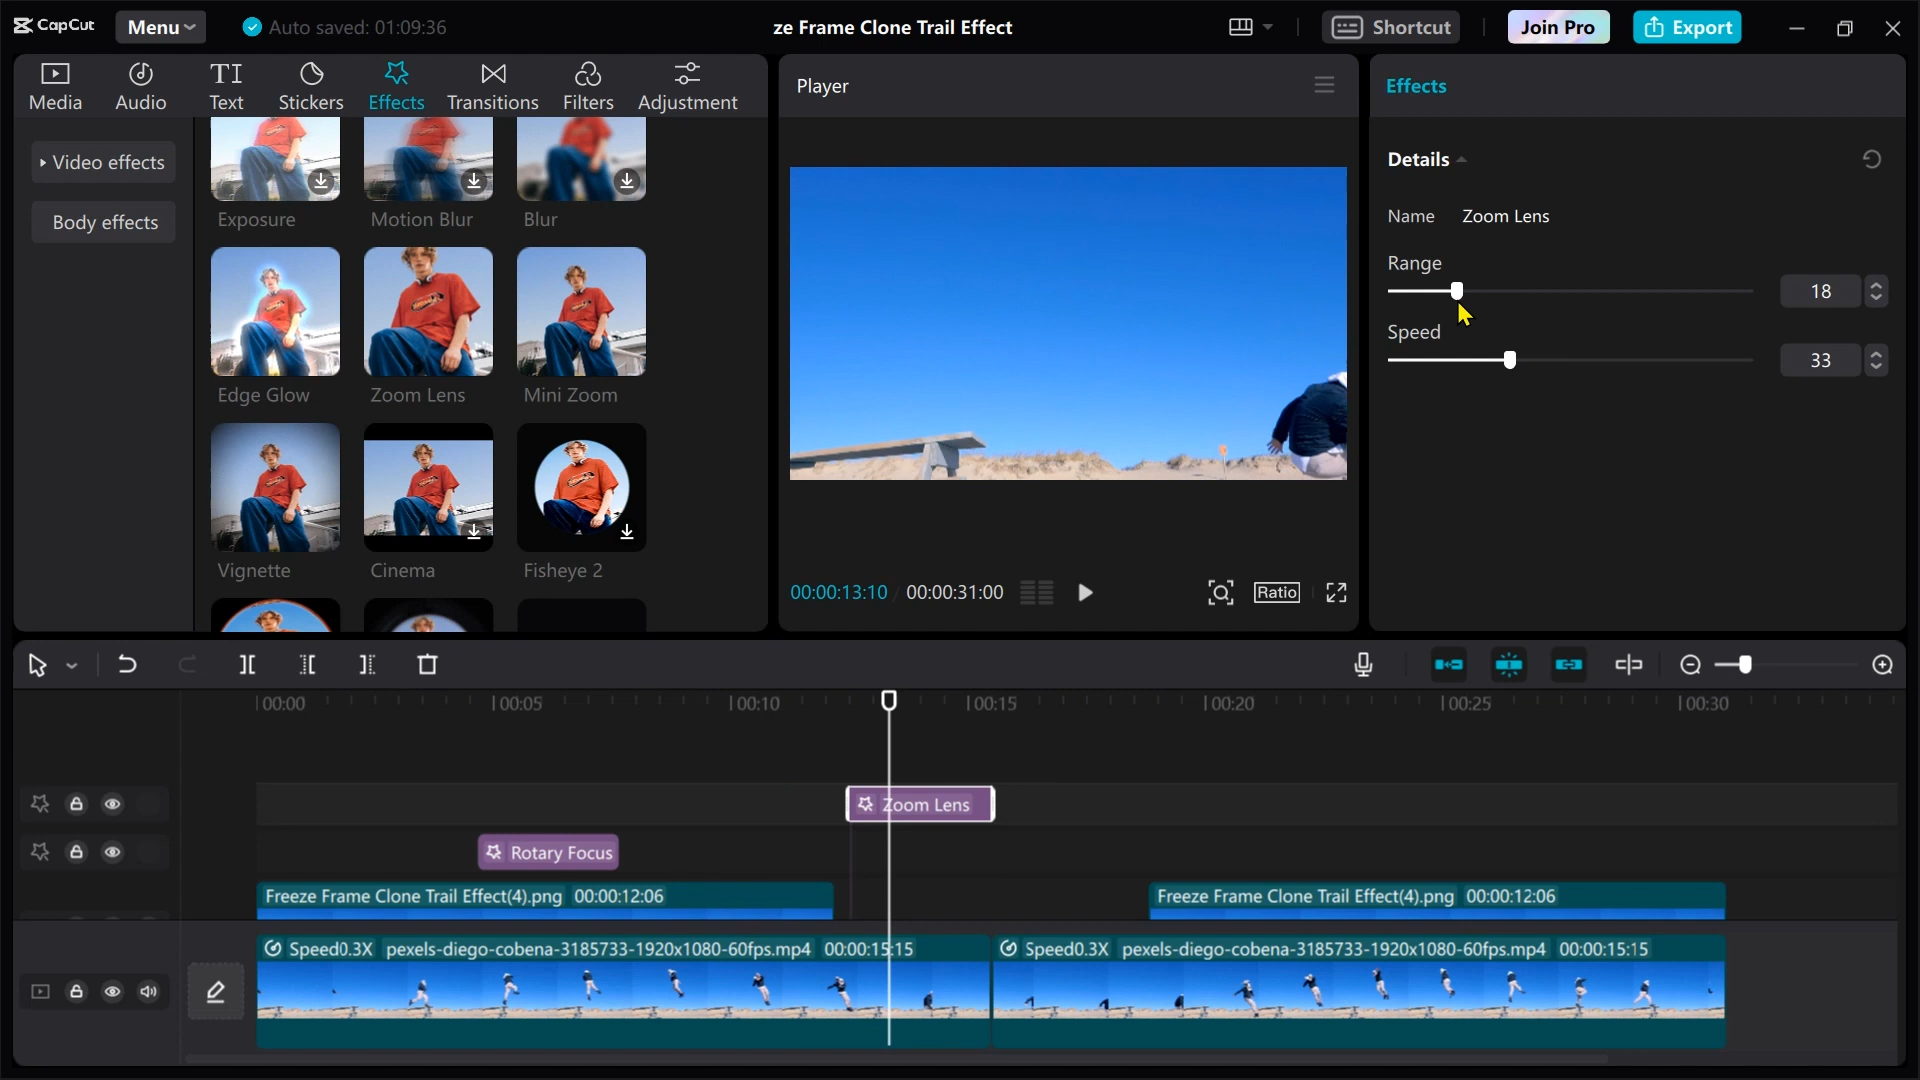 CapCut
Menu
Auto saved: 01:09:36
ze Frame Clone Trail Effect
Shortcut
Join Pro
Export
Media
Audio
Text
Stickers
Effects
Transitions
Filters
Adjustment
Video effects
Body effects
Exposure
Motion Blur
Blur
Edge Glow
Zoom Lens
Mini Zoom
Vignette
Cinema
Fisheye 2
Player
00:00:13:10
00:00:31:00
Ratio
Effects
Details
Name Zoom Lens
Range
18
Speed
33
00:00
00:05
00:10
00:15
00:20
00:25
00:30
Zoom Lens
Rotary Focus
Freeze Frame Clone Trail Effect(4).png 00:00:12:06
Freeze Frame Clone Trail Effect(4).png 00:00:12:06
Speed0.3X pexels-diego-cobena-3185733-1920x1080-60fps.mp4 00:00:15:15
Speed0.3X pexels-diego-cobena-3185733-1920x1080-60fps.mp4 00:00:15:15